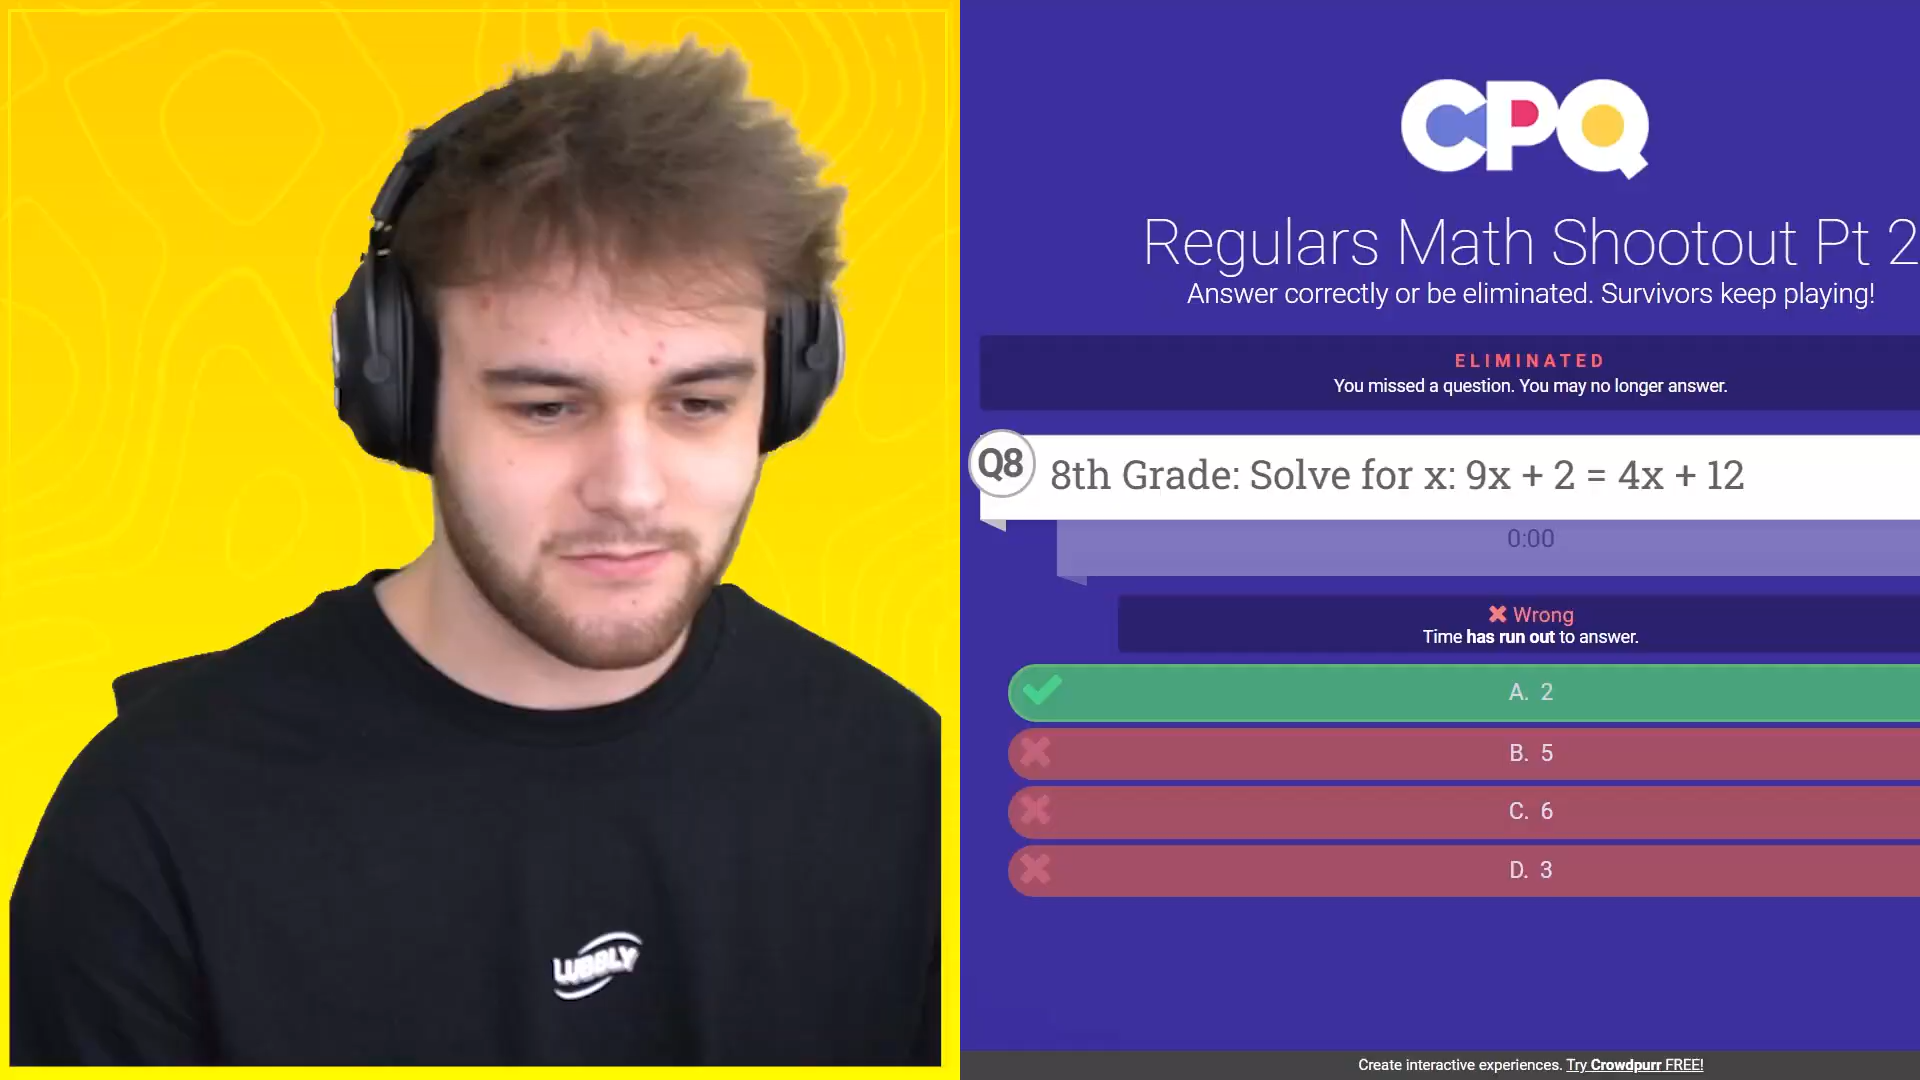 CPQ
Regulars Math Shootout Pt 2
Answer correctly or be eliminated. Survivors keep playing!
ELIMINATED
You missed a question. You may no longer answer.
Q8
8th Grade: Solve for x: 9x + 2 = 4x + 12
0:00
Wrong
Time has run out to answer.
A. 2
B. 5
C. 6
D. 3
LUBBLY
Create interactive experiences. Try Crowdpurr FREE!